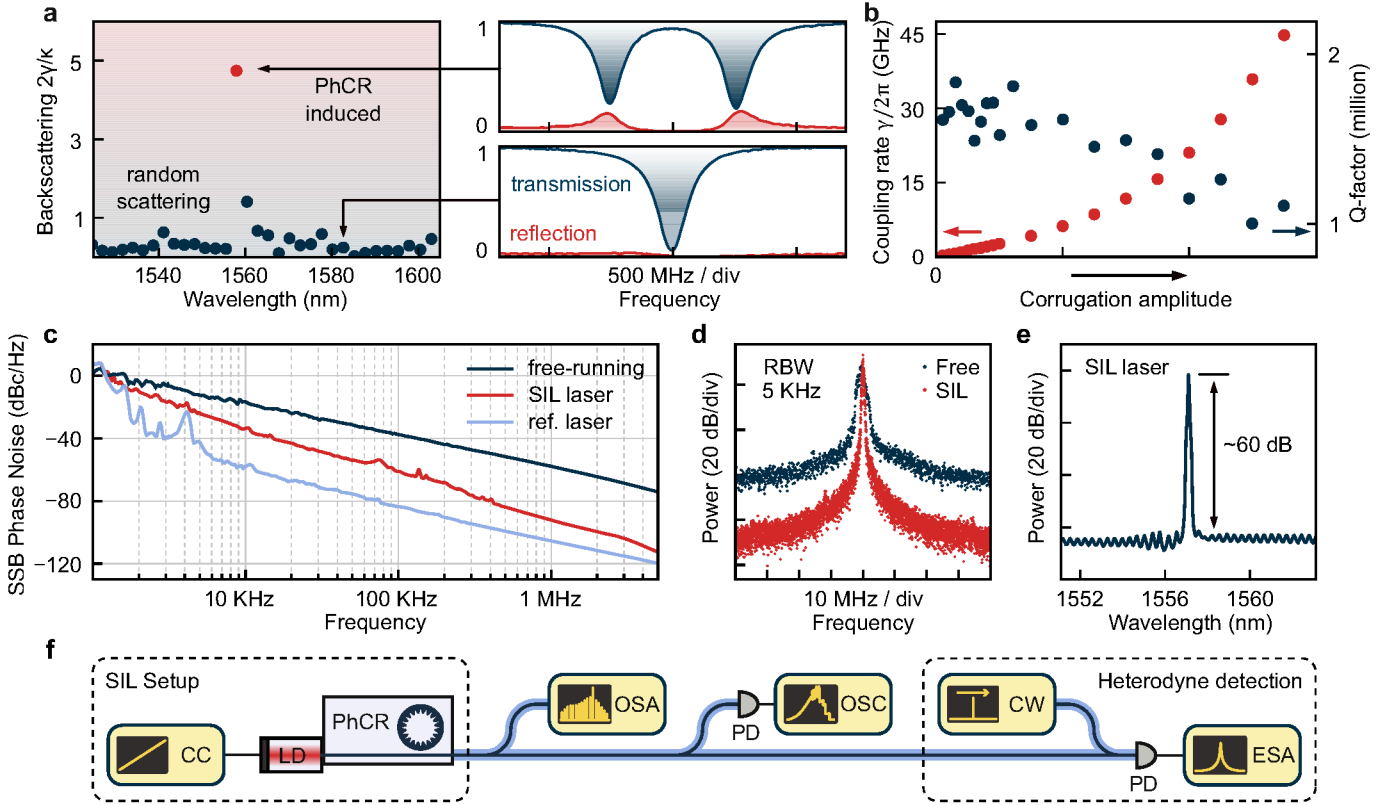 a
Backscattering 2γ/κ
5
3
1
PhCR
induced
random
scattering
1540
1560
1580
1600
Wavelength (nm)
1
0
1
transmission
reflection
0
500 MHz / div
Frequency
b
Coupling rate γ/2π (GHz)
45
30
15
0
0
Corrugation amplitude
2
1
Q-factor (million)
c
SSB Phase Noise (dBc/Hz)
0
−40
−80
−120
free-running
SIL laser
ref. laser
10 KHz
100 KHz
1 MHz
Frequency
d
Power (20 dB/div)
RBW
5 KHz
Free
SIL
10 MHz / div
Frequency
e
Power (20 dB/div)
SIL laser
~60 dB
1552
1556
1560
Wavelength (nm)
f
SIL Setup
CC
LD
PhCR
OSA
PD
OSC
Heterodyne detection
CW
PD
ESA